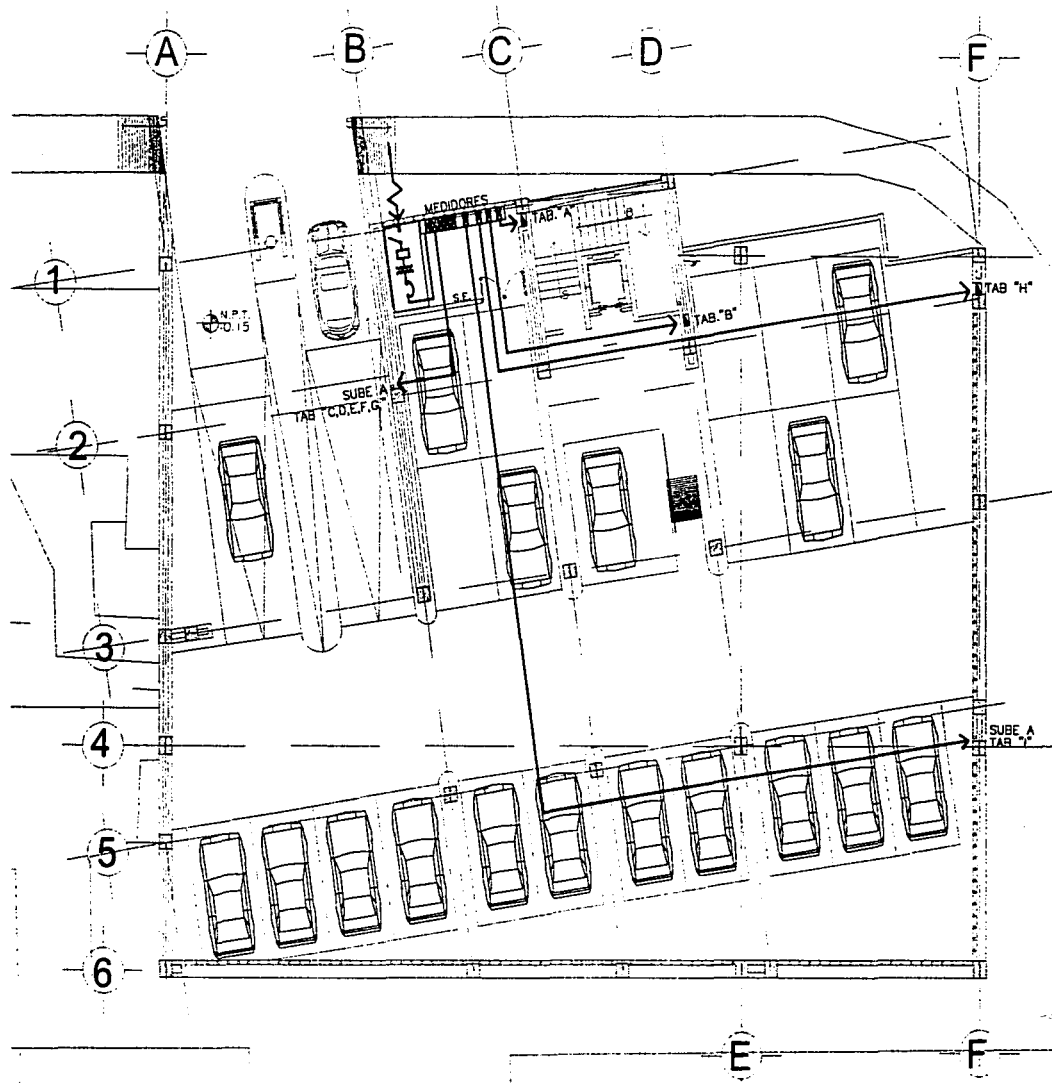 A
B
C
D
F
MEDIDORES
TAB."A"
B
1
S.E.
S
TAB "H"
N.P.T.
-0.15
TAB."B"
SUBE A
TAB "C,D,E,F,G"
2
3
4
SUBE A
TAB "I"
5
6
E
F